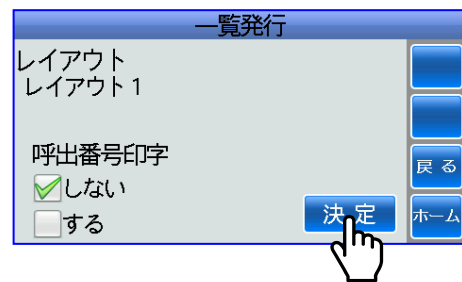 一覧発行
レイアウト
レイアウト1
呼出番号印字
しない
する
決定
戻る
ホーム